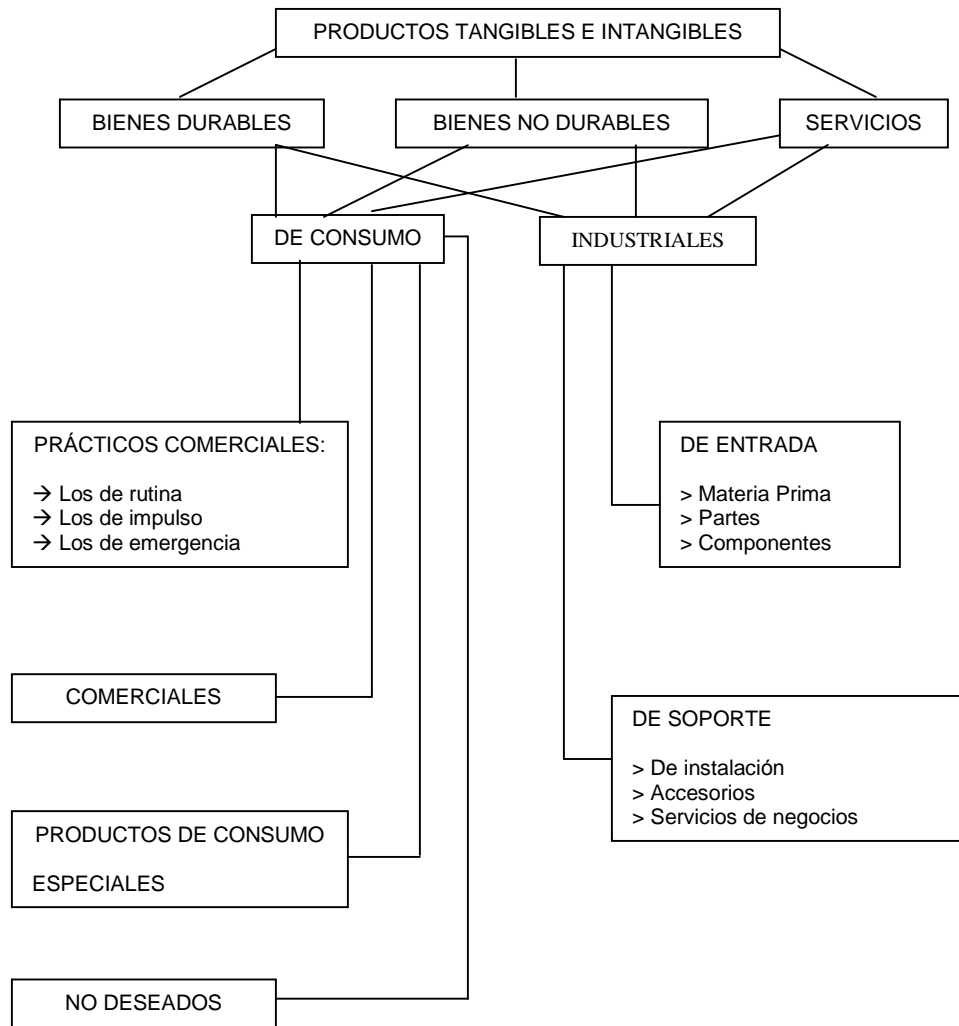 PRODUCTOS TANGIBLES E INTANGIBLES
BIENES DURABLES
BIENES NO DURABLES
SERVICIOS
DE CONSUMO
INDUSTRIALES
PRÁCTICOS COMERCIALES:
→ Los de rutina
→ Los de impulso
→ Los de emergencia
DE ENTRADA
> Materia Prima
> Partes
> Componentes
COMERCIALES
DE SOPORTE
> De instalación
> Accesorios
> Servicios de negocios
PRODUCTOS DE CONSUMO
ESPECIALES
NO DESEADOS